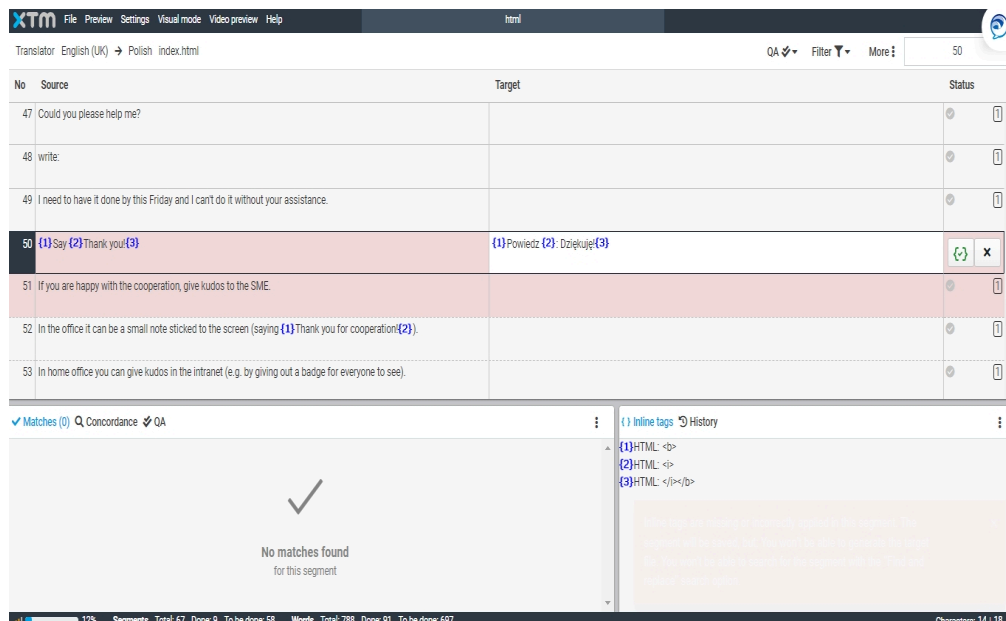 XTM File Preview Settings Visual mode Video preview Help html
Translator English (UK) → Polish index.html QA Filter More 50
No Source Target Status
47 Could you please help me? 1
48 write: 1
49 I need to have it done by this Friday and I can't do it without your assistance. 1
50 {1}Say {2}Thank you!{3} {1}Powiedz {2}: Dziękuję!{3}
51 If you are happy with the cooperation, give kudos to the SME. 1
52 In the office it can be a small note sticked to the screen (saying {1}Thank you for cooperation!{2}). 1
53 In home office you can give kudos in the intranet (e.g. by giving out a badge for everyone to see). 1
Matches (0) Concordance QA { } Inline tags History
{1}HTML: <b>
{2}HTML: <i>
{3}HTML: </i></b>
No matches found
for this segment
12% Segments Total: 67 Done: 9 To be done: 58 Words Total: 788 Done: 91 To be done: 697 Characters: 14 | 18